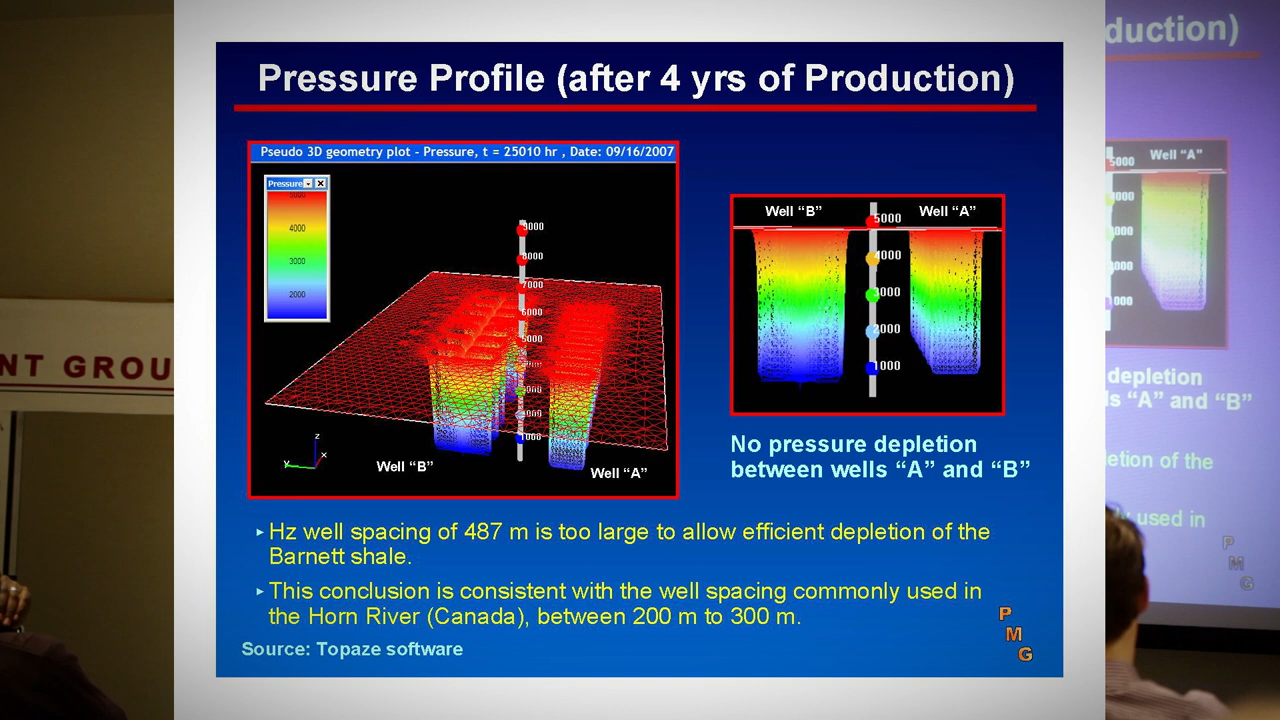 Pressure Profile (after 4 yrs of Production)
Pseudo 3D geometry plot - Pressure, t = 25010 hr , Date: 09/16/2007
Pressure
5000
4000
3000
2000
9000
8000
7000
6000
5000
1000
z
x
y
Well “B”
Well “A”
Well “B”
Well “A”
5000
4000
3000
2000
1000
No pressure depletion
between wells “A” and “B”
▸ Hz well spacing of 487 m is too large to allow efficient depletion of the
Barnett shale.
▸ This conclusion is consistent with the well spacing commonly used in
the Horn River (Canada), between 200 m to 300 m.
Source: Topaze software
P
M
G
NT GROU
duction)
5000
Well “A”
depletion
ls “A” and “B”
letion of the
used in
P
M
G